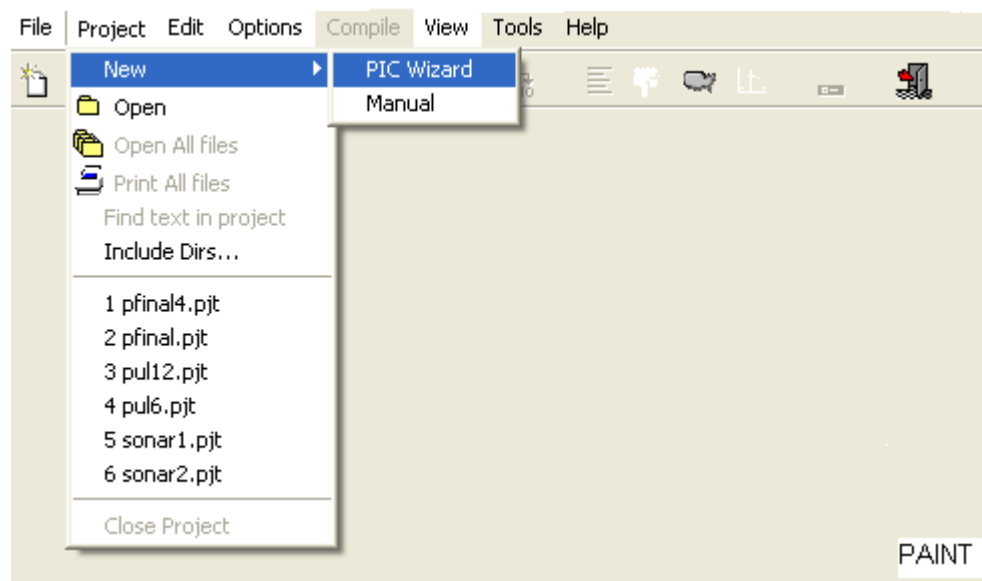 File Project Edit Options Compile View Tools Help
New PIC Wizard
Manual
Open
Open All files
Print All files
Find text in project
Include Dirs...
1 pfinal4.pjt
2 pfinal.pjt
3 pul12.pjt
4 pul6.pjt
5 sonar1.pjt
6 sonar2.pjt
Close Project
PAINT